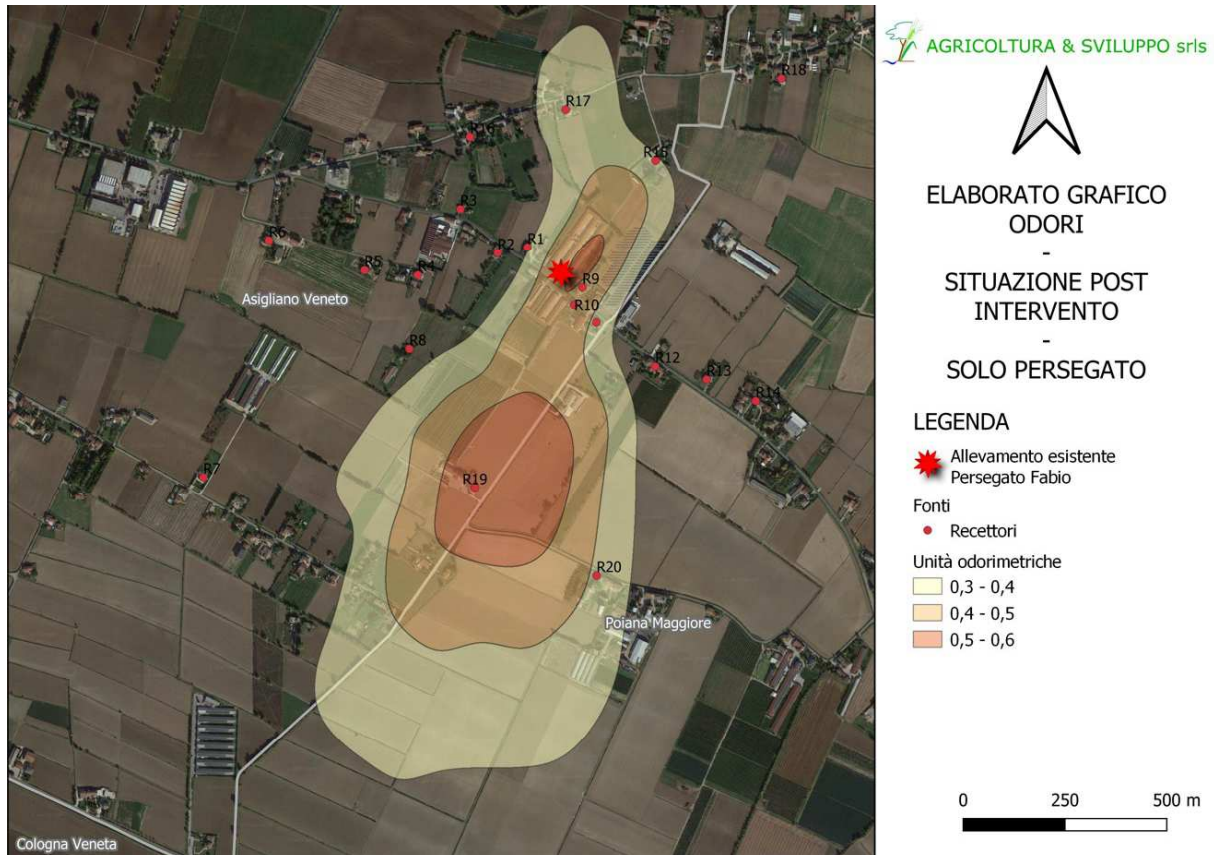 AGRICOLTURA & SVILUPPO srls
ELABORATO GRAFICO
ODORI
-
SITUAZIONE POST
INTERVENTO
-
SOLO PERSEGATO
LEGENDA
Allevamento esistente
Persegato Fabio
Fonti
Recettori
Unità odorimetriche
0,3 - 0,4
0,4 - 0,5
0,5 - 0,6
0 250 500 m
R18
R17
R16
R15
R3
R6
R2
R1
R5
R4
R9
Asigliano Veneto
R10
R8
R12
R13
R14
R7
R19
R20
Poiana Maggiore
Cologna Veneta